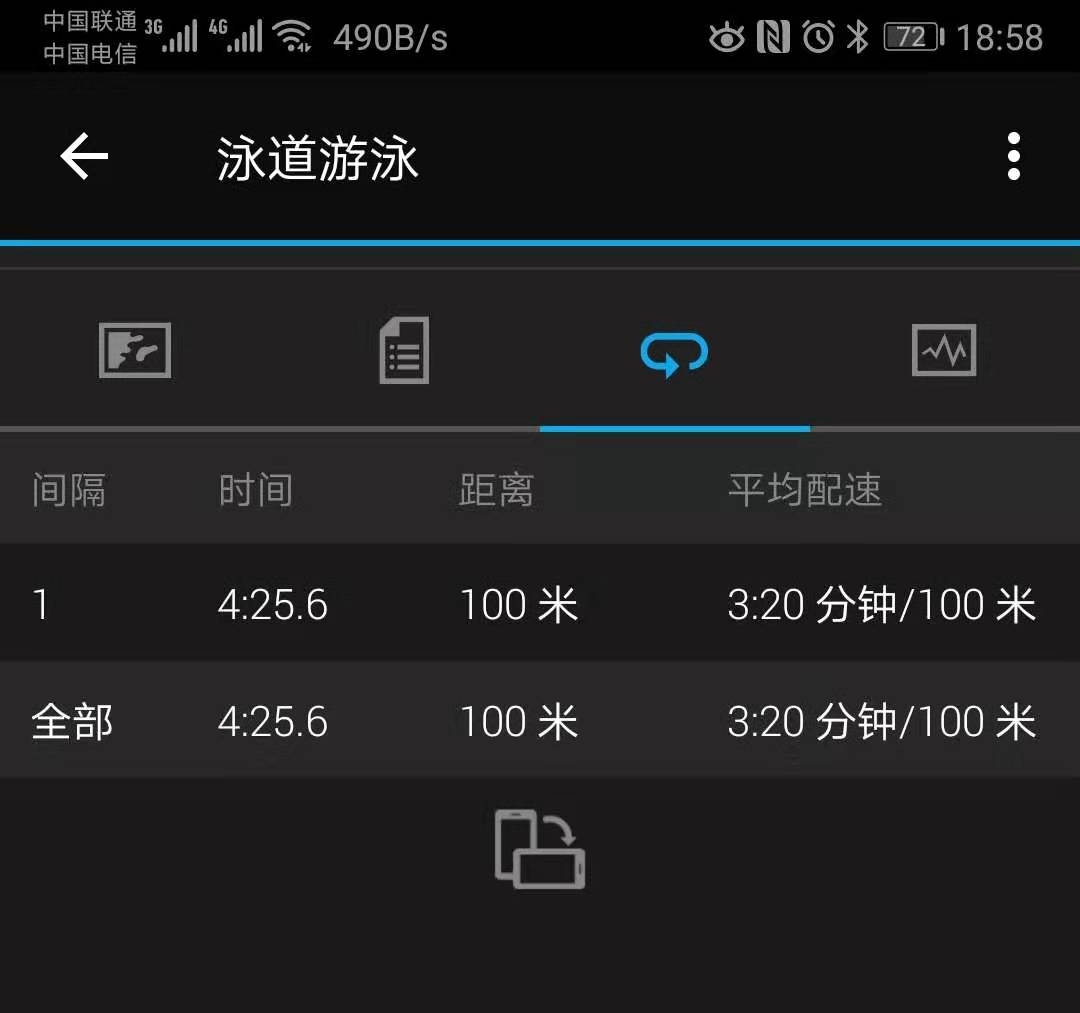 中国联通 3G 4G 490B/s 72 18:58
中国电信
泳道游泳
间隔 时间 距离 平均配速
1 4:25.6 100 米 3:20 分钟/100 米
全部 4:25.6 100 米 3:20 分钟/100 米